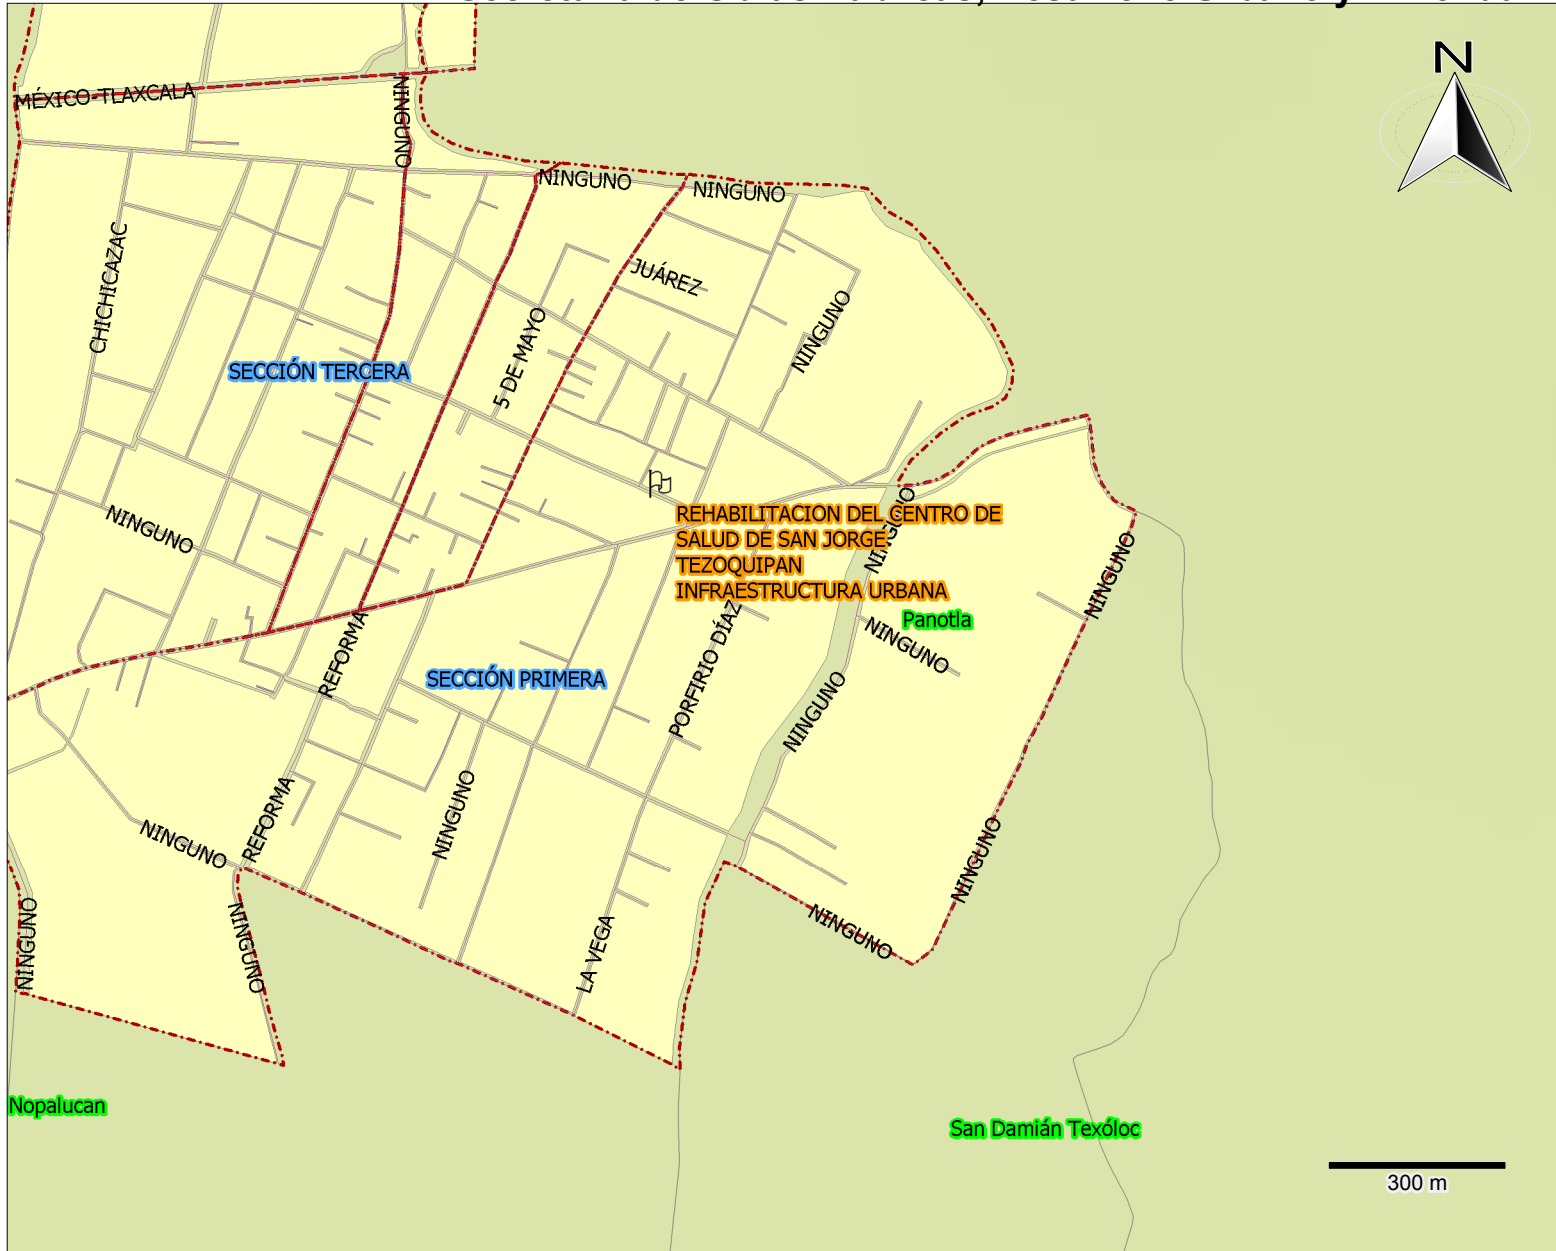 N
MÉXICO-TLAXCALA
NINGUNO
NINGUNO
NINGUNO
CHICHICAZAC
JUÁREZ
5 DE MAYO
NINGUNO
SECCIÓN TERCERA
NINGUNO
REHABILITACION DEL CENTRO DE
SALUD DE SAN JORGE
TEZOQUIPAN
INFRAESTRUCTURA URBANA
NINGUNO
NINGUNO
Panotla
NINGUNO
REFORMA
SECCIÓN PRIMERA
PORFIRIO DÍAZ
NINGUNO
REFORMA
NINGUNO
NINGUNO
NINGUNO
NINGUNO
NINGUNO
LA VEGA
NINGUNO
Nopalucan
San Damián Texóloc
300 m